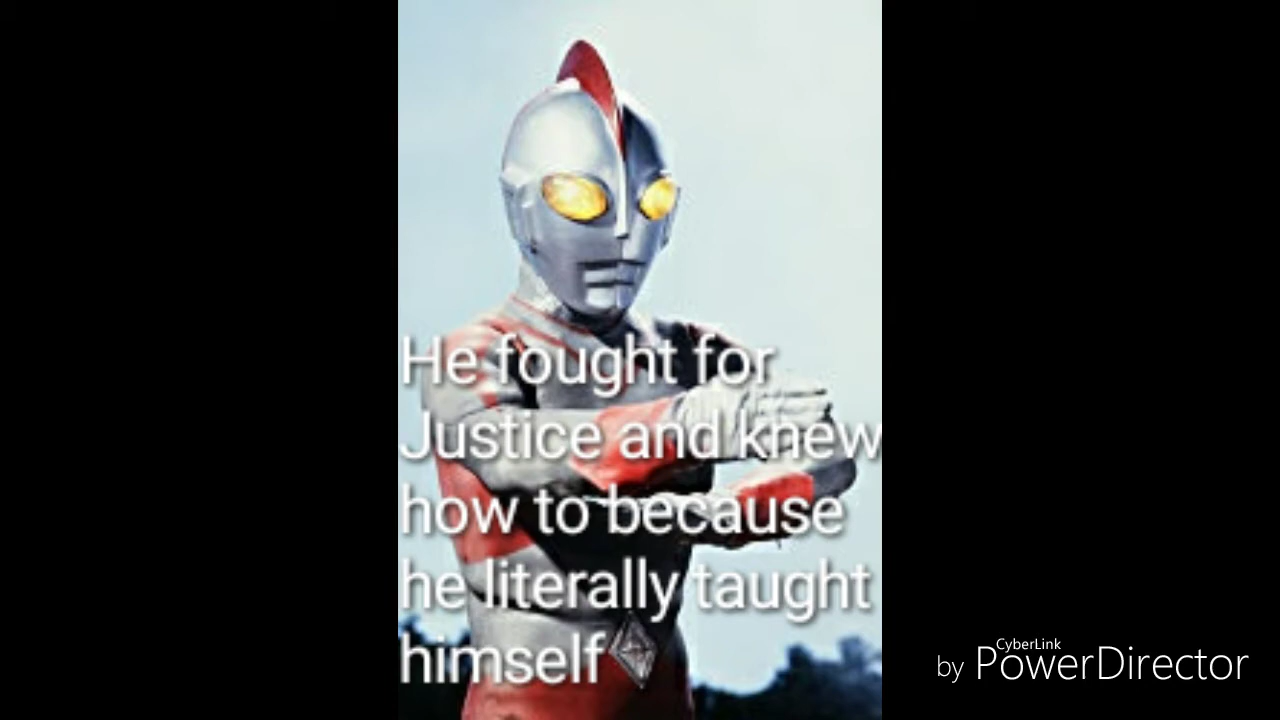 He fought for
Justice and knew
how to because
he literally taught
himself
CyberLink
by PowerDirector